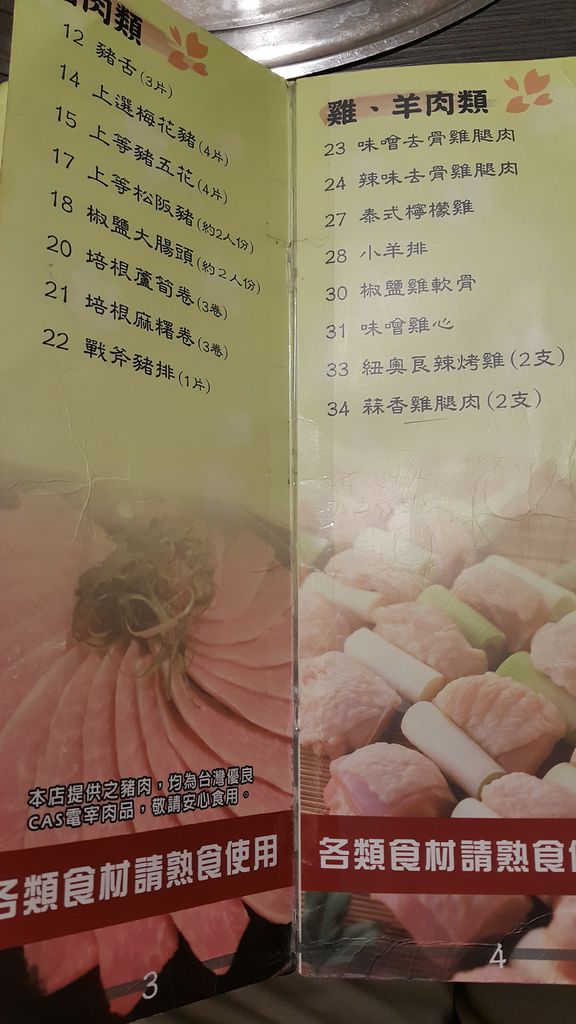 肉類
12 豬舌(3片)
14 上選梅花豬(4片)
15 上等豬五花(4片)
17 上等松阪豬(約2人份)
18 椒鹽大腸頭(約2人份)
20 培根蘆筍卷(3卷)
21 培根麻糬卷(3卷)
22 戰斧豬排(1片)
本店提供之豬肉,均為台灣優良
CAS電宰肉品,敬請安心食用。
各類食材請熟食使用
3
雞、羊肉類
23 味噌去骨雞腿肉
24 辣味去骨雞腿肉
27 泰式檸檬雞
28 小羊排
30 椒鹽雞軟骨
31 味噌雞心
33 紐奧良辣烤雞(2支)
34 蒜香雞腿肉(2支)
各類食材請熟食
4